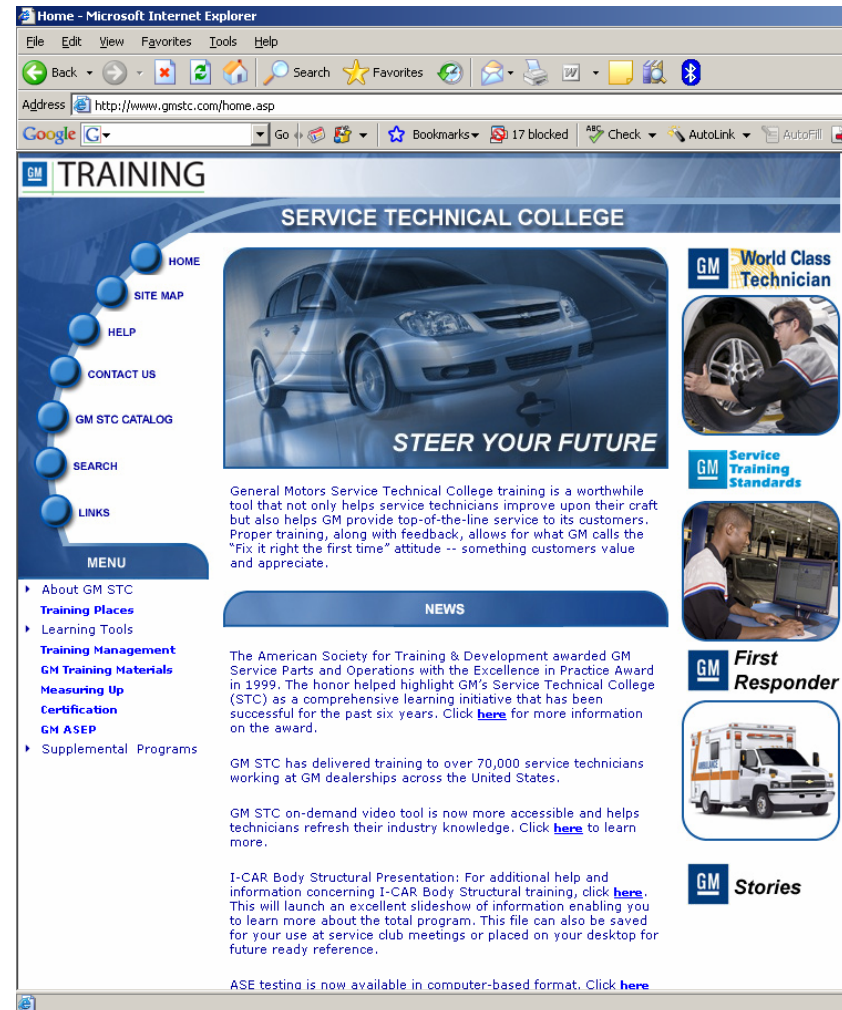 Home - Microsoft Internet Explorer
File Edit View Favorites Tools Help
Back Search Favorites
Address http://www.gmstc.com/home.asp
Google G Go Bookmarks 17 blocked ABC Check AutoLink AutoFill
GM TRAINING
SERVICE TECHNICAL COLLEGE
HOME
SITE MAP
HELP
CONTACT US
GM STC CATALOG
SEARCH
LINKS
MENU
About GM STC
Training Places
Learning Tools
Training Management
GM Training Materials
Measuring Up
Certification
GM ASEP
Supplemental Programs
STEER YOUR FUTURE
General Motors Service Technical College training is a worthwhile
tool that not only helps service technicians improve upon their craft
but also helps GM provide top-of-the-line service to its customers.
Proper training, along with feedback, allows for what GM calls the
“Fix it right the first time” attitude -- something customers value
and appreciate.
NEWS
The American Society for Training & Development awarded GM
Service Parts and Operations with the Excellence in Practice Award
in 1999. The honor helped highlight GM's Service Technical College
(STC) as a comprehensive learning initiative that has been
successful for the past six years. Click here for more information
on the award.
GM STC has delivered training to over 70,000 service technicians
working at GM dealerships across the United States.
GM STC on-demand video tool is now more accessible and helps
technicians refresh their industry knowledge. Click here to learn
more.
I-CAR Body Structural Presentation: For additional help and
information concerning I-CAR Body Structural training, click here.
This will launch an excellent slideshow of information enabling you
to learn more about the total program. This file can also be saved
for your use at service club meetings or placed on your desktop for
future ready reference.
ASE testing is now available in computer-based format. Click here
GM World Class
Technician
GM Service
Training
Standards
GM First
Responder
AMBULANCE
GM Stories